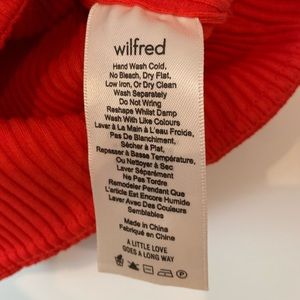 wilfred
Hand Wash Cold,
No Bleach, Dry Flat,
Low Iron, Or Dry Clean
Wash Separately
Do Not Wring
Reshape Whilst Damp
Wash With Like Colours
Laver à La Main à L'eau Froide,
Pas De Blanchiment,
Sécher à Plat,
Repasser à Basse Température,
Ou Nettoyer à Sec
Laver Séparément
Ne Pas Tordre
Remodeler Pendant Que
L'article Est Encore Humide
Laver Avec Des Couleurs
Semblables
Made in China
Fabriqué en China
A LITTLE LOVE
GOES A LONG WAY